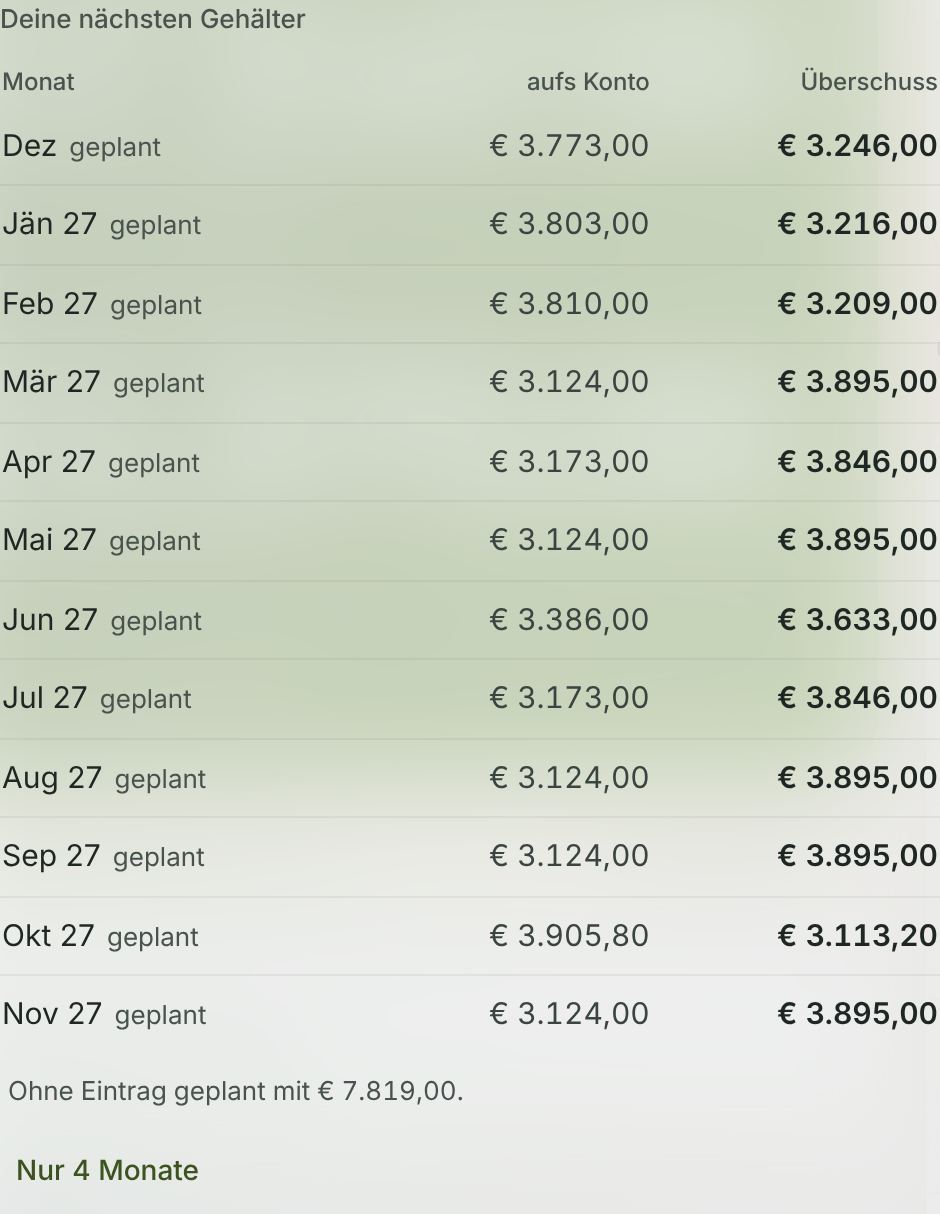 Deine nächsten Gehälter
Monat aufs Konto Überschuss
Dez geplant € 3.773,00 € 3.246,00
Jän 27 geplant € 3.803,00 € 3.216,00
Feb 27 geplant € 3.810,00 € 3.209,00
Mär 27 geplant € 3.124,00 € 3.895,00
Apr 27 geplant € 3.173,00 € 3.846,00
Mai 27 geplant € 3.124,00 € 3.895,00
Jun 27 geplant € 3.386,00 € 3.633,00
Jul 27 geplant € 3.173,00 € 3.846,00
Aug 27 geplant € 3.124,00 € 3.895,00
Sep 27 geplant € 3.124,00 € 3.895,00
Okt 27 geplant € 3.905,80 € 3.113,20
Nov 27 geplant € 3.124,00 € 3.895,00
Ohne Eintrag geplant mit € 7.819,00.
Nur 4 Monate